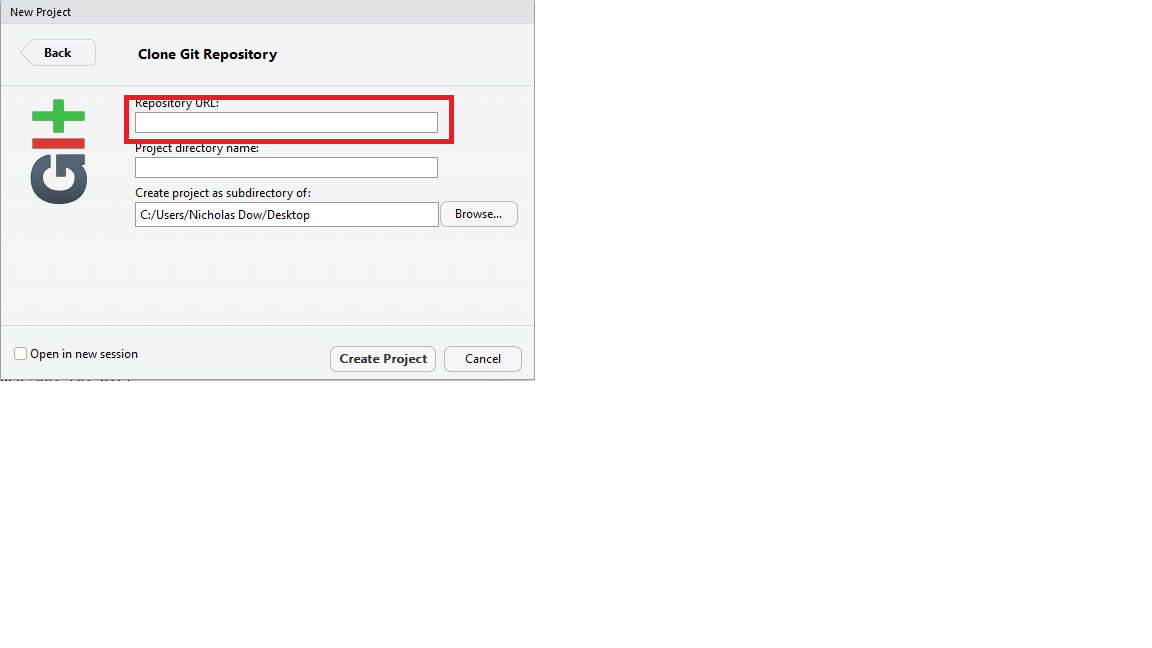 New Project
Back
Clone Git Repository
Repository URL:
Project directory name:
Create project as subdirectory of:
C:/Users/Nicholas Dow/Desktop
Browse...
Open in new session
Create Project
Cancel
git